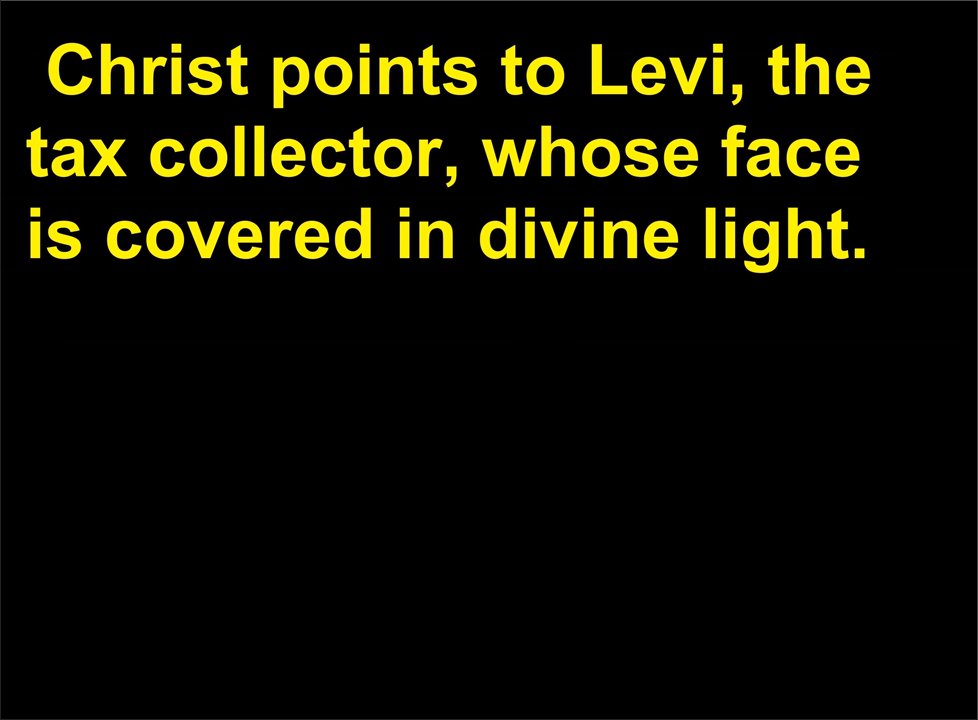 Christ points to Levi, the
tax collector, whose face
is covered in divine light.